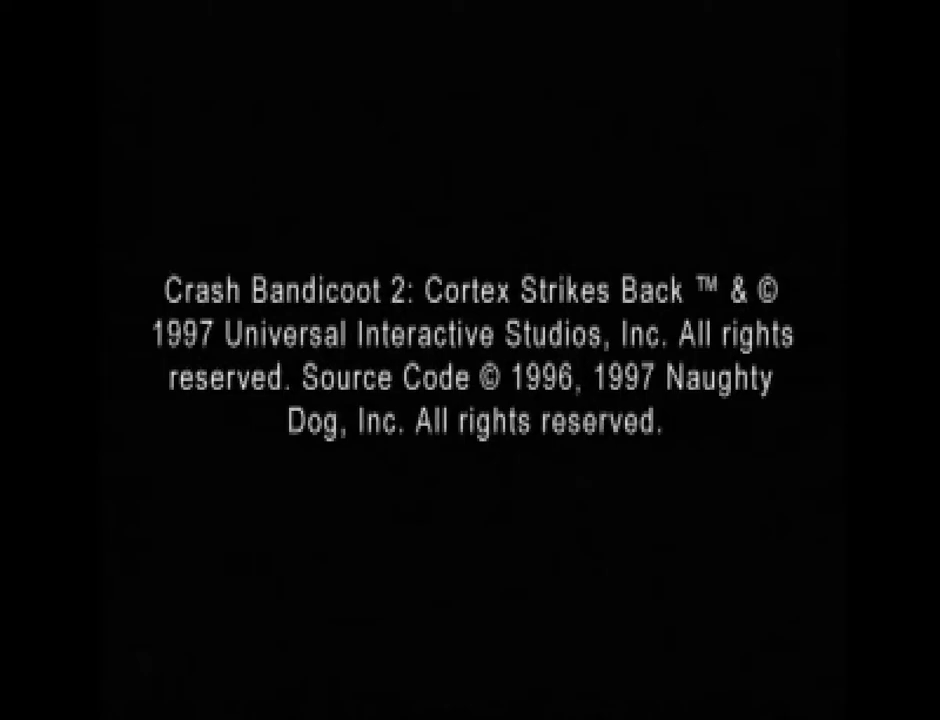 Crash Bandicoot 2: Cortex Strikes Back ™ & ©
1997 Universal Interactive Studios, Inc. All rights
reserved. Source Code © 1996, 1997 Naughty
Dog, Inc. All rights reserved.